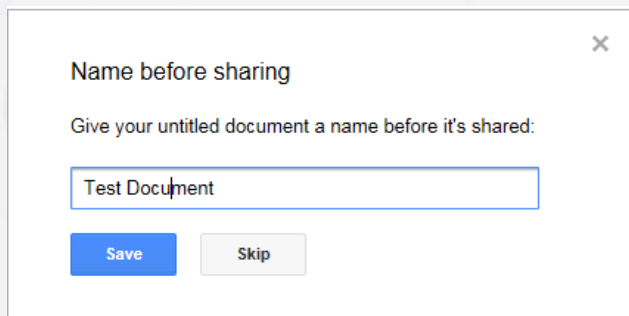 Name before sharing
Give your untitled document a name before it's shared:
Test Document
Save Skip